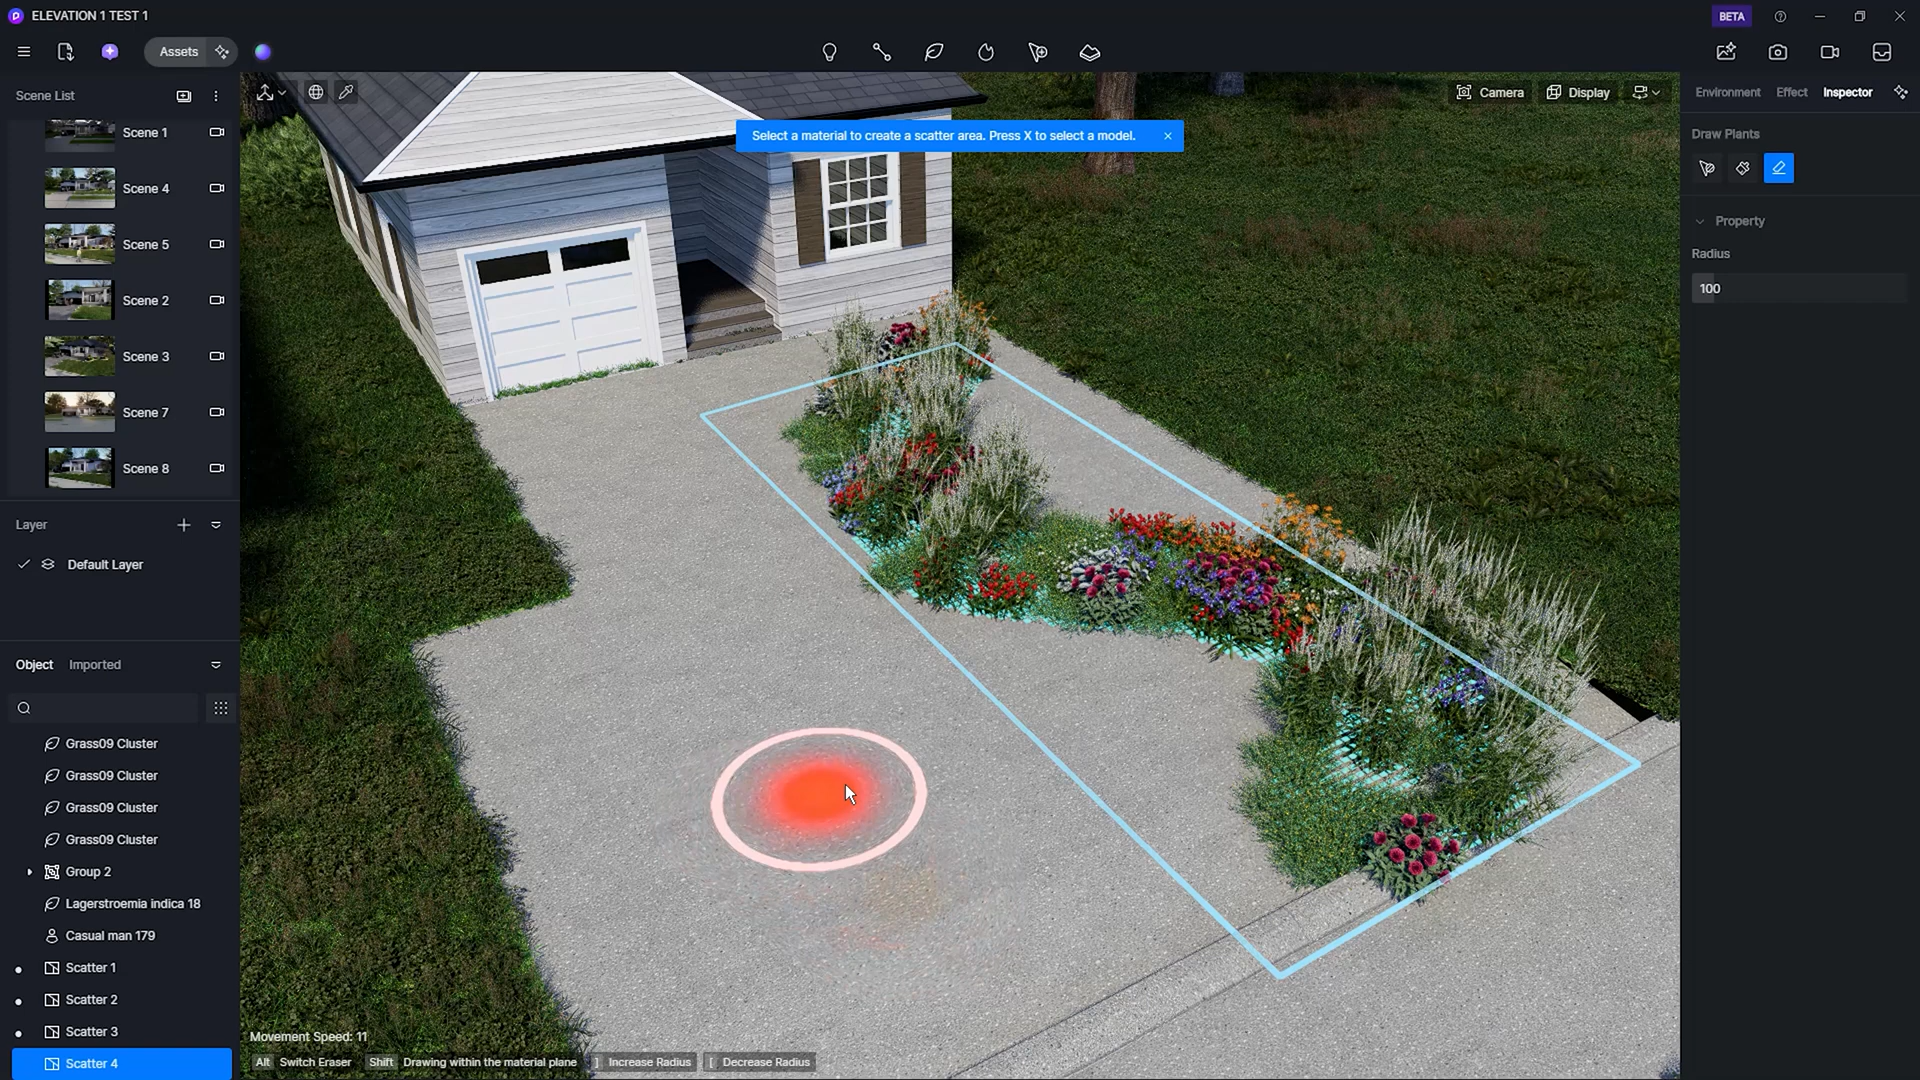 ELEVATION 1 TEST 1
BETA
Assets
Scene List
Scene 1
Scene 4
Scene 5
Scene 2
Scene 3
Scene 7
Scene 8
Layer
Default Layer
Object Imported
Grass09 Cluster
Grass09 Cluster
Grass09 Cluster
Grass09 Cluster
Group 2
Lagerstroemia indica 18
Casual man 179
Scatter 1
Scatter 2
Scatter 3
Scatter 4
Select a material to create a scatter area. Press X to select a model.
Camera Display
Movement Speed: 11
Alt Switch Eraser Shift Drawing within the material plane ] Increase Radius [ Decrease Radius
Environment Effect Inspector
Draw Plants
Property
Radius
100